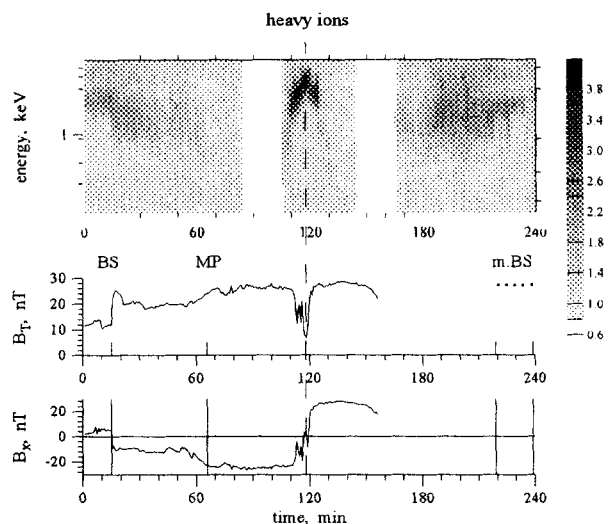 heavy ions
energy, keV
1
0 60 120 180 240
3.8
3.6
2.4
2.2
1.8
1.4
1.0
0.6
BS MP m.BS
B_T, nT
30
20
10
0
0 60 120 180 240
B_x, nT
20
0
-20
0 60 120 180 240
time, min